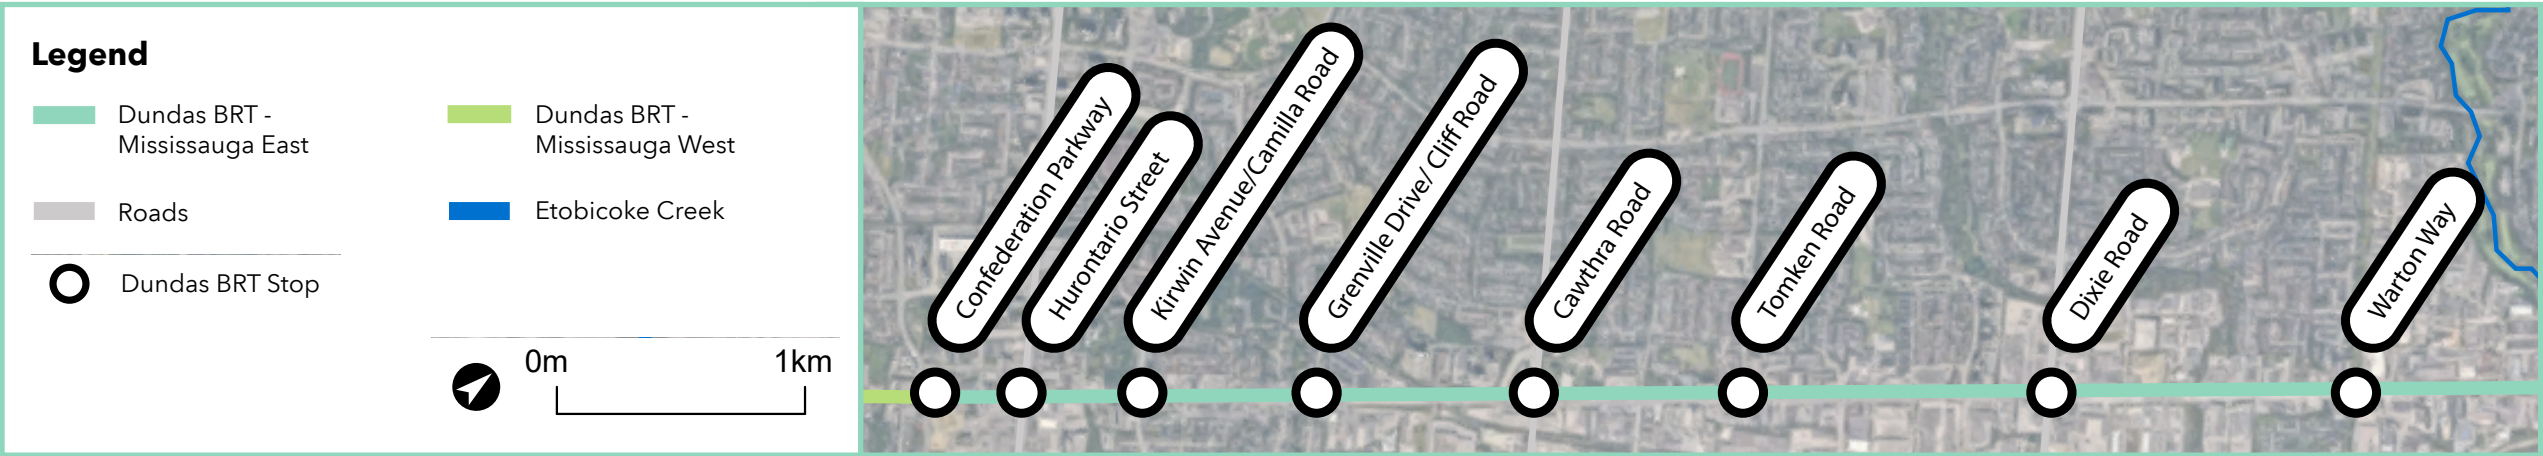 Legend
Dundas BRT -
Mississauga East
Dundas BRT -
Mississauga West
Roads
Etobicoke Creek
Dundas BRT Stop
0m
1km
Confederation Parkway
Hurontario Street
Kirwin Avenue/Camilla Road
Grenville Drive/ Cliff Road
Cawthra Road
Tomken Road
Dixie Road
Warton Way